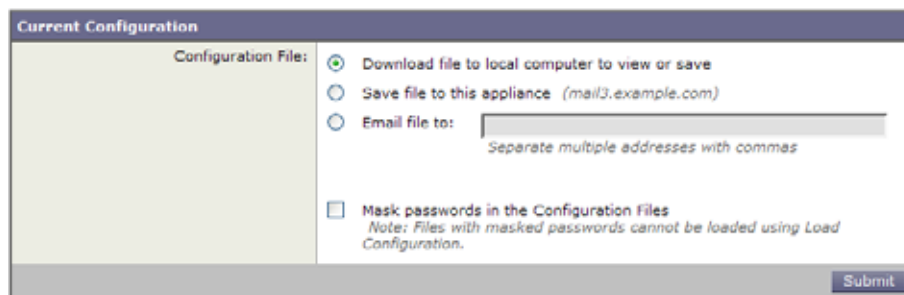 Current Configuration
Configuration File:
Download file to local computer to view or save
Save file to this appliance (mail3.example.com)
Email file to:
Separate multiple addresses with commas
Mask passwords in the Configuration Files
Note: Files with masked passwords cannot be loaded using Load
Configuration.
Submit